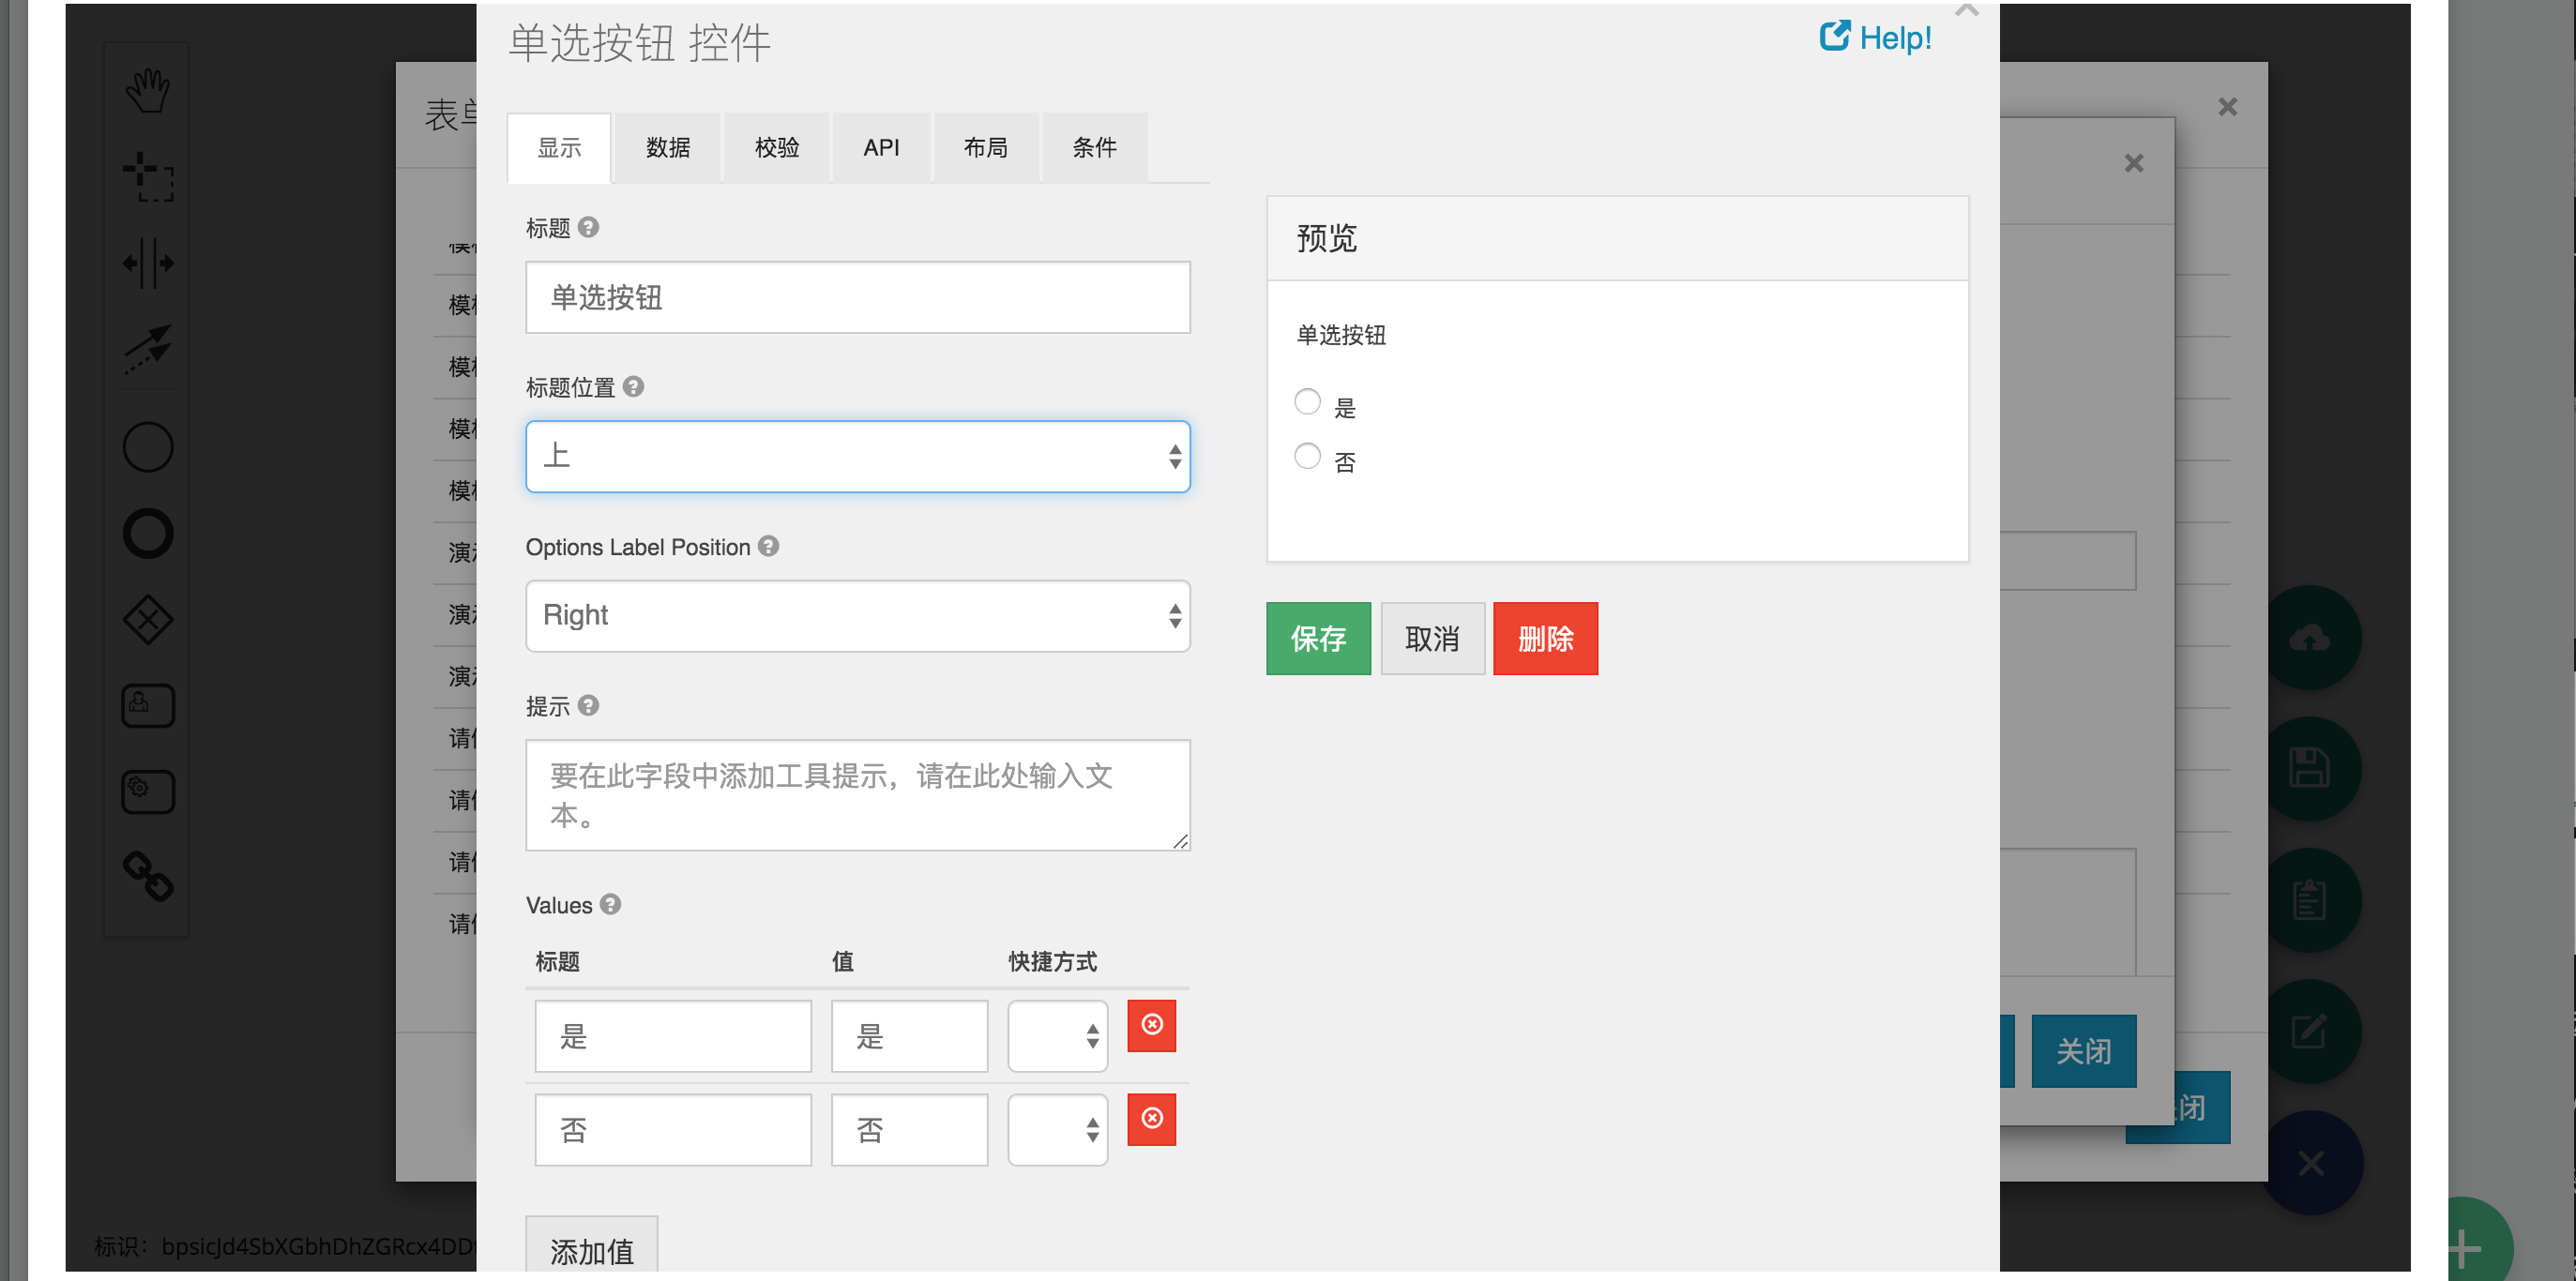 单选按钮 控件
Help!
显示 数据 校验 API 布局 条件
标题
单选按钮
标题位置
上
Options Label Position
Right
提示
要在此字段中添加工具提示，请在此处输入文
本。
Values
标题 值 快捷方式
是 是
否 否
添加值
预览
单选按钮
是
否
保存 取消 删除
表单
演
演
演
请
请
请
请
关闭
闭
标识：bpsicJd4SbXGbhDhZGRcx4DD